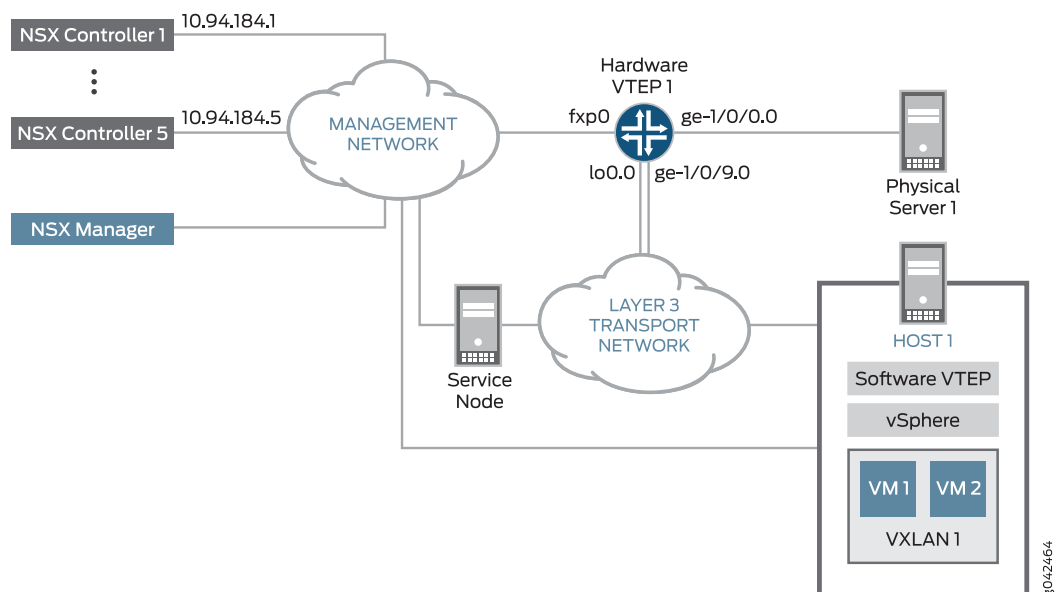 NSX Controller 1
10.94.184.1
NSX Controller 5
10.94.184.5
NSX Manager
MANAGEMENT
NETWORK
Hardware
VTEP 1
fxp0
ge-1/0/0.0
lo0.0
ge-1/0/9.0
Physical
Server 1
LAYER 3
TRANSPORT
NETWORK
Service
Node
HOST 1
Software VTEP
vSphere
VM 1
VM 2
VXLAN 1